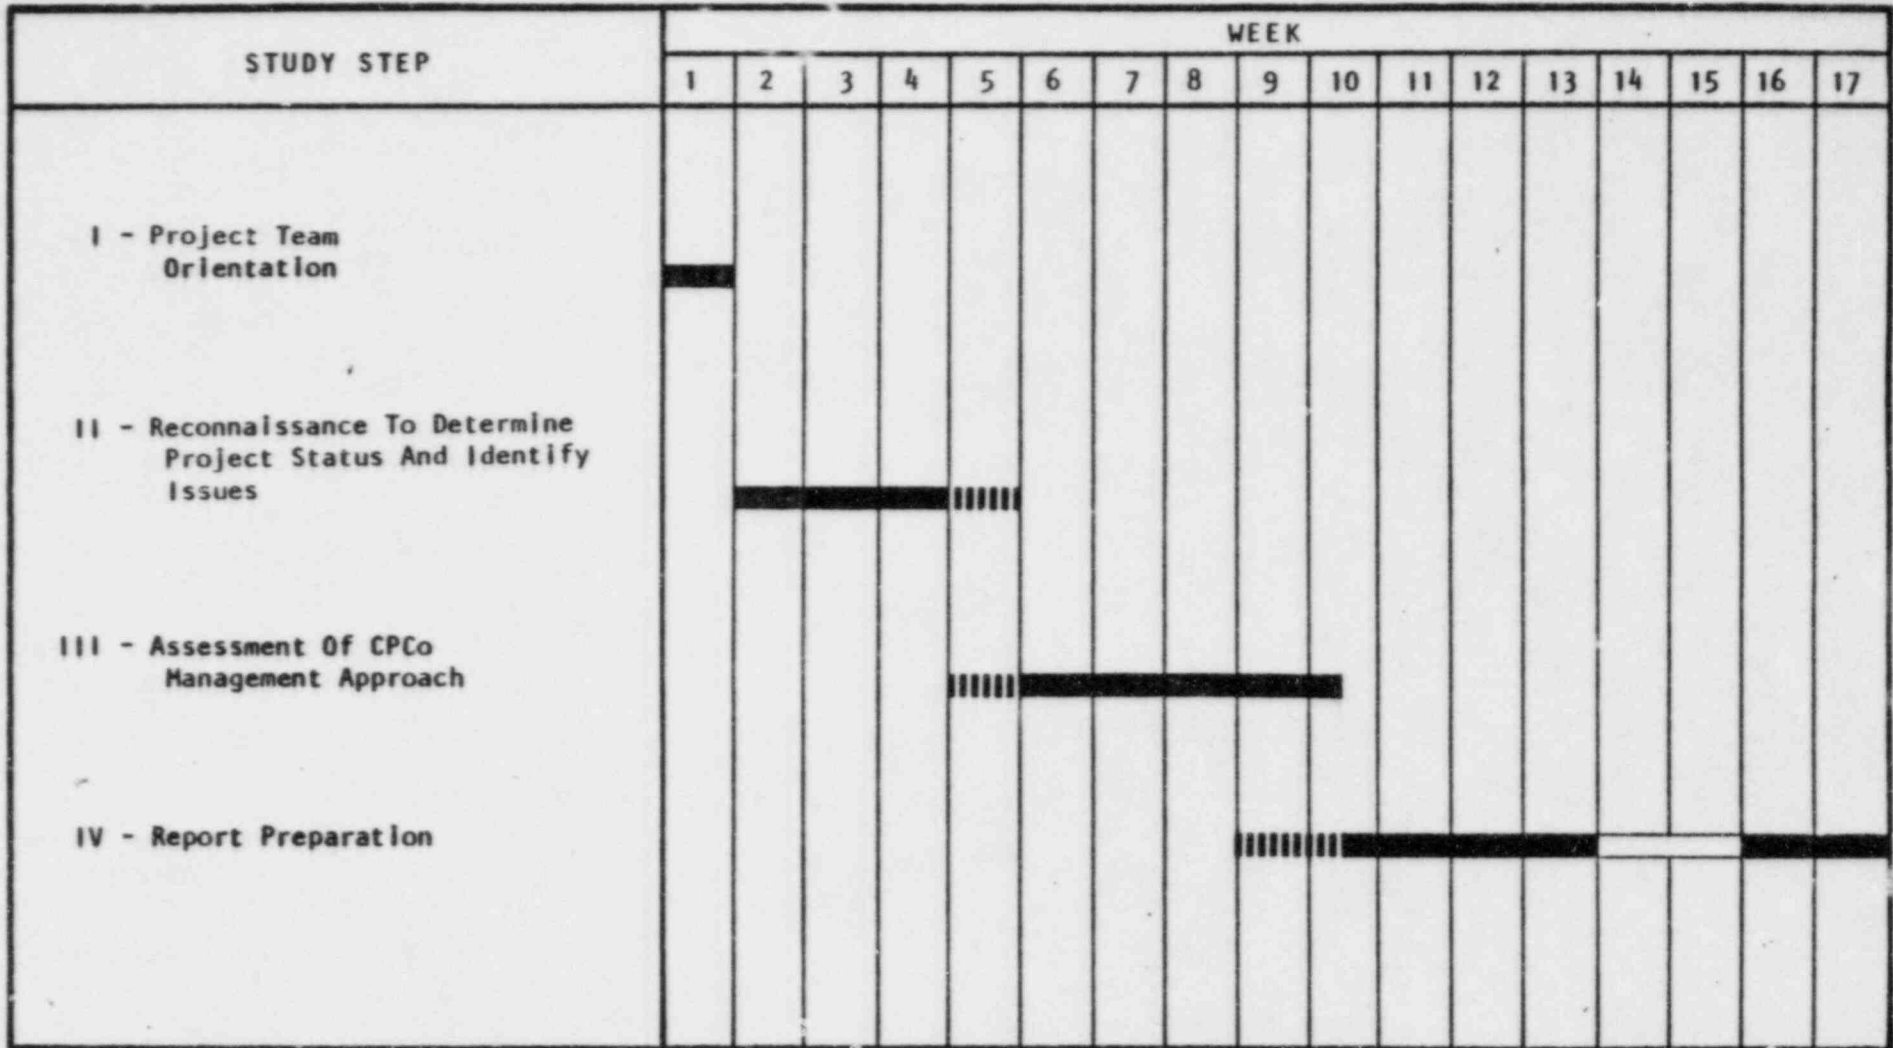 STUDY STEP
WEEK
1 2 3 4 5 6 7 8 9 10 11 12 13 14 15 16 17
I - Project Team
Orientation
II - Reconnaissance To Determine
Project Status And Identify
Issues
III - Assessment Of CPCo
Management Approach
IV - Report Preparation